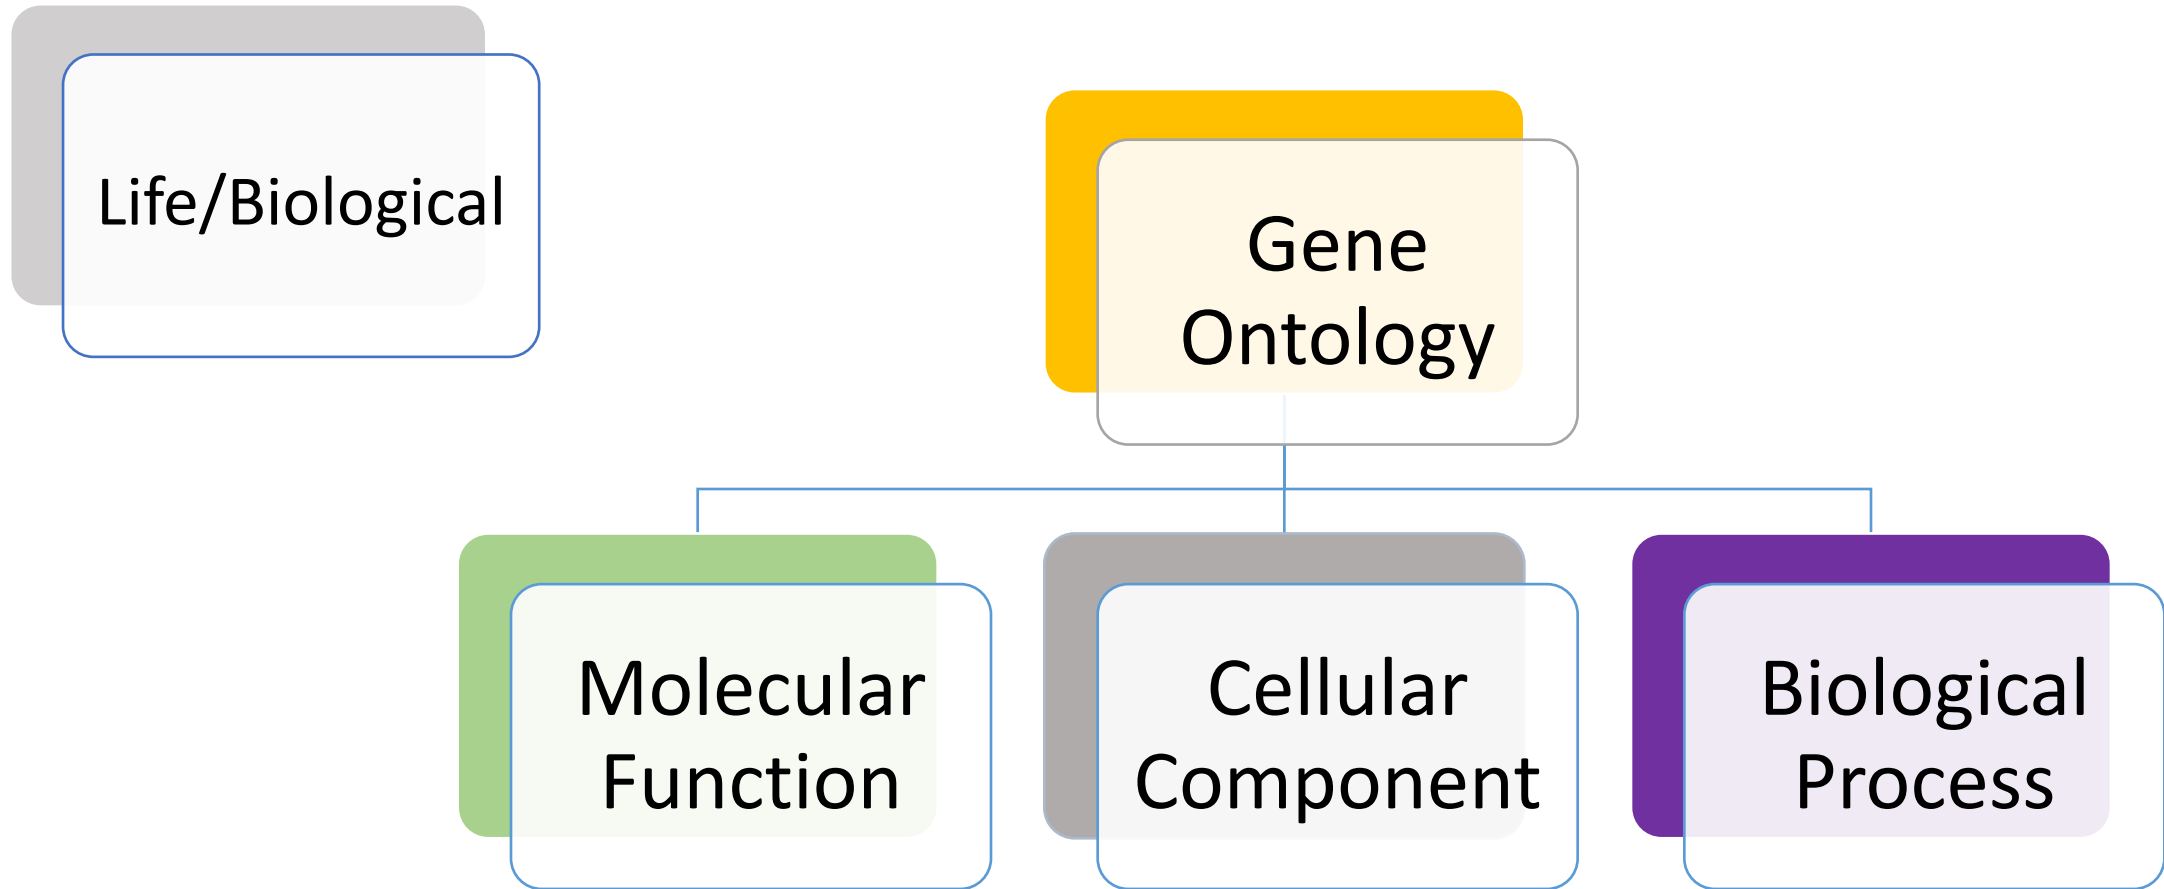 Life/Biological
Gene
Ontology
Molecular
Function
Cellular
Component
Biological
Process